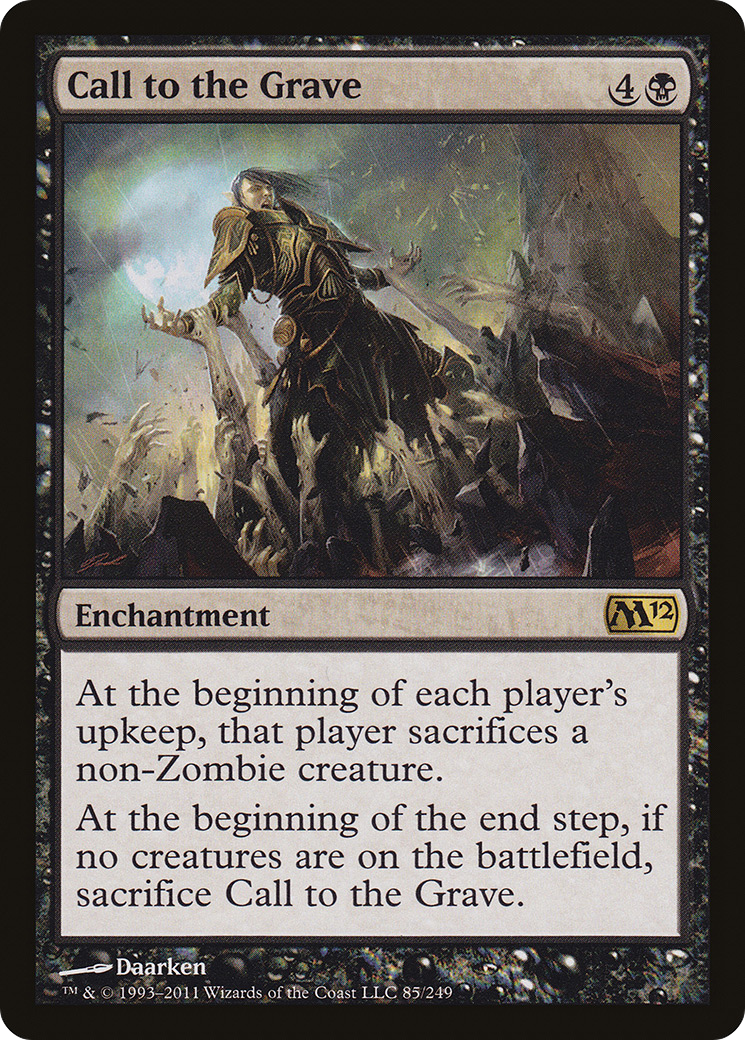 Call to the Grave 4
Enchantment M12
At the beginning of each player's
upkeep, that player sacrifices a
non-Zombie creature.
At the beginning of the end step, if
no creatures are on the battlefield,
sacrifice Call to the Grave.
Daarken
™ & © 1993–2011 Wizards of the Coast LLC 85/249